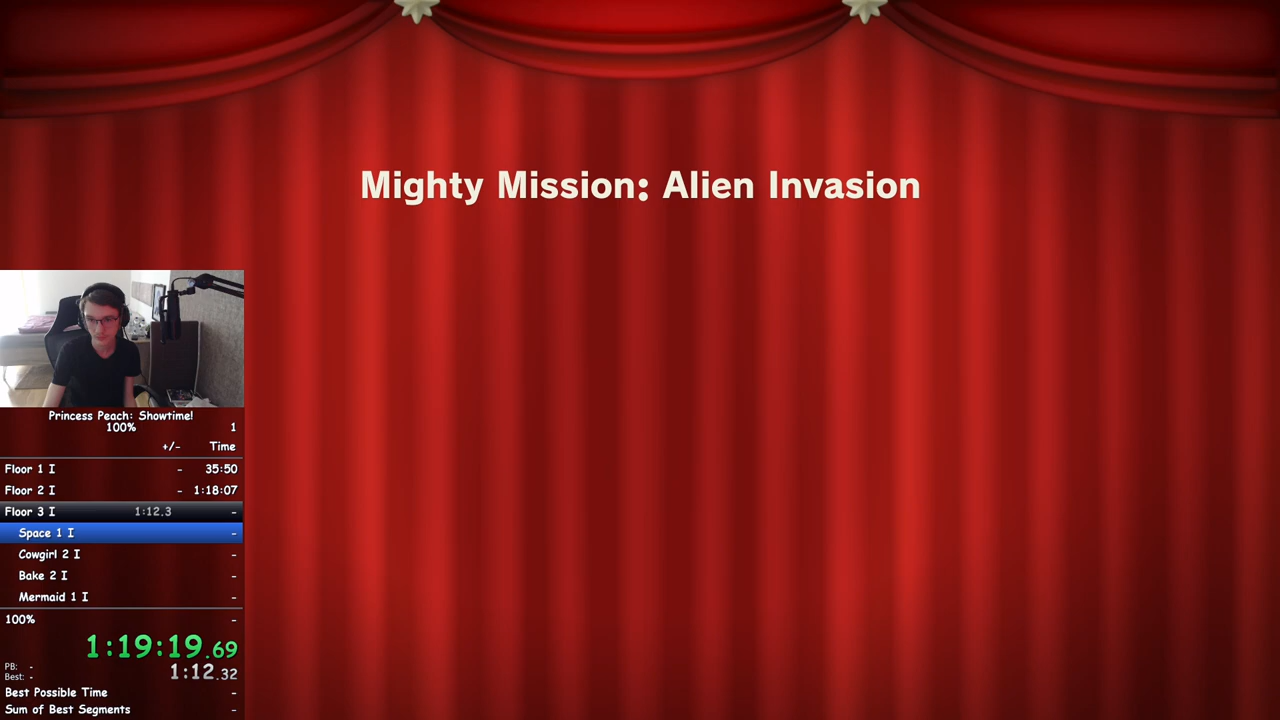 Mighty Mission: Alien Invasion
Princess Peach: Showtime!
100% 1
+/- Time
Floor 1 I - 35:50
Floor 2 I - 1:18:07
Floor 3 I 1:12.3 -
Space 1 I -
Cowgirl 2 I -
Bake 2 I -
Mermaid 1 I -
100% -
1:19:19.69
PB: -
Best: - 1:12.32
Best Possible Time -
Sum of Best Segments -